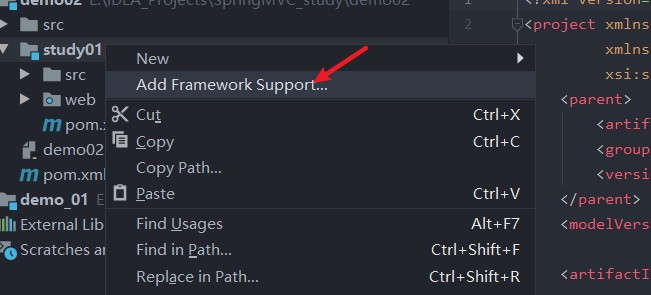 demo02 E:\IDEA_Projects\SpringMVC_study\demo02
src
study01
src
web
pom.
demo02
pom.xml
demo_01 E
External Lib
Scratches a
New
Add Framework Support...
Cut Ctrl+X
Copy Ctrl+C
Copy Path...
Paste Ctrl+V
Find Usages Alt+F7
Find in Path... Ctrl+Shift+F
Replace in Path... Ctrl+Shift+R
1 <?xml version=
2 <project xmlns
xmlns
xsi:s
<parent>
<artif
<group
<versi
</parent>
<modelVers
<artifactI